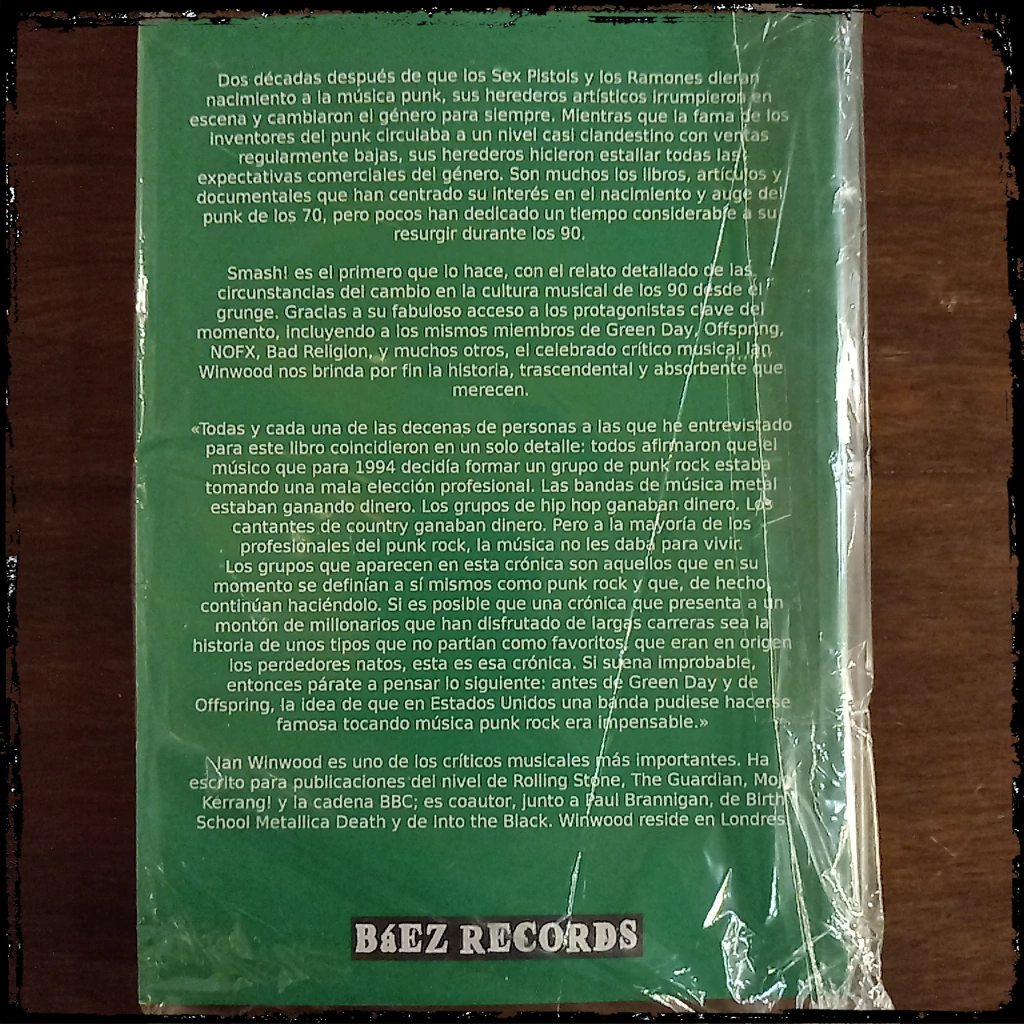 Dos décadas después de que los Sex Pistols y los Ramones dieran
nacimiento a la música punk, sus herederos artísticos irrumpieron en
escena y cambiaron el género para siempre. Mientras que la fama de los
inventores del punk circulaba a un nivel casi clandestino con ventas
regularmente bajas, sus herederos hicieron estallar todas las
expectativas comerciales del género. Son muchos los libros, artículos y
documentales que han centrado su interés en el nacimiento y auge del
punk de los 70, pero pocos han dedicado un tiempo considerable a su
resurgir durante los 90.
Smash! es el primero que lo hace, con el relato detallado de las
circunstancias del cambio en la cultura musical de los 90 desde el
grunge. Gracias a su fabuloso acceso a los protagonistas clave del
momento, incluyendo a los mismos miembros de Green Day, Offspring,
NOFX, Bad Religion, y muchos otros, el celebrado crítico musical Ian
Winwood nos brinda por fin la historia, trascendental y absorbente que
merecen.
«Todas y cada una de las decenas de personas a las que he entrevistado
para este libro coincidieron en un solo detalle: todos afirmaron que el
músico que para 1994 decidía formar un grupo de punk rock estaba
tomando una mala elección profesional. Las bandas de música metal
estaban ganando dinero. Los grupos de hip hop ganaban dinero. Los
cantantes de country ganaban dinero. Pero a la mayoría de los
profesionales del punk rock, la música no les daba para vivir.
Los grupos que aparecen en esta crónica son aquellos que en su
momento se definían a sí mismos como punk rock y que, de hecho,
continúan haciéndolo. Si es posible que una crónica que presenta a un
montón de millonarios que han disfrutado de largas carreras sea la
historia de unos tipos que no partían como favoritos, que eran en origen
los perdedores natos, esta es esa crónica. Si suena improbable,
entonces párate a pensar lo siguiente: antes de Green Day y de
Offspring, la idea de que en Estados Unidos una banda pudiese hacerse
famosa tocando música punk rock era impensable.»
Ian Winwood es uno de los críticos musicales más importantes. Ha
escrito para publicaciones del nivel de Rolling Stone, The Guardian, Mojo
Kerrang! y la cadena BBC; es coautor, junto a Paul Brannigan, de Birth
School Metallica Death y de Into the Black. Winwood reside en Londres.
BáEZ RECORDS